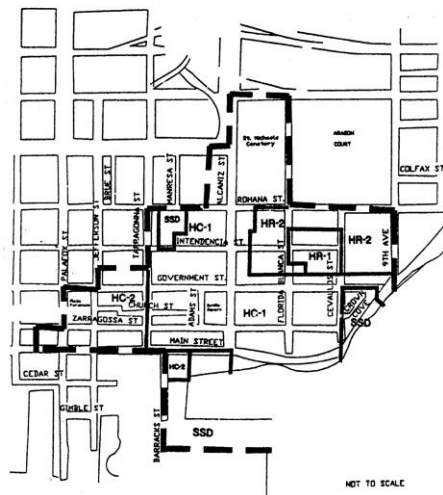 St. Michaels
Cemetery
ARAGON
COURT
COLFAX ST.
BRUE ST
MANRESA ST
ALCANIZ ST
ROMANA ST.
PALAFOX ST
JEFFERSON ST
TARRAGONNA ST
SSD
HC-1
INTENDENCIA ST.
HR-2
HR-1
HR-2
9TH AVE
GOVERNMENT ST.
FLORIDA BLANCA ST.
CEVALLOS ST
HC-2
CHURCH ST
ADAMS ST
HC-1
SSD
ZARRAGOSSA ST
MAIN STREET
CEDAR ST
HC-2
GIMBLE ST
BARRACKS ST
SSD
NOT TO SCALE